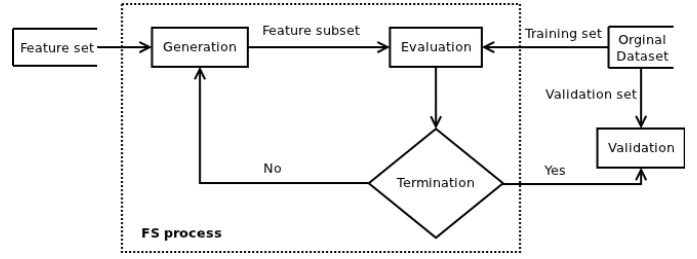 Feature set
Generation
Feature subset
Evaluation
Training set
Orginal
Dataset
Validation set
Validation
No
Termination
Yes
FS process